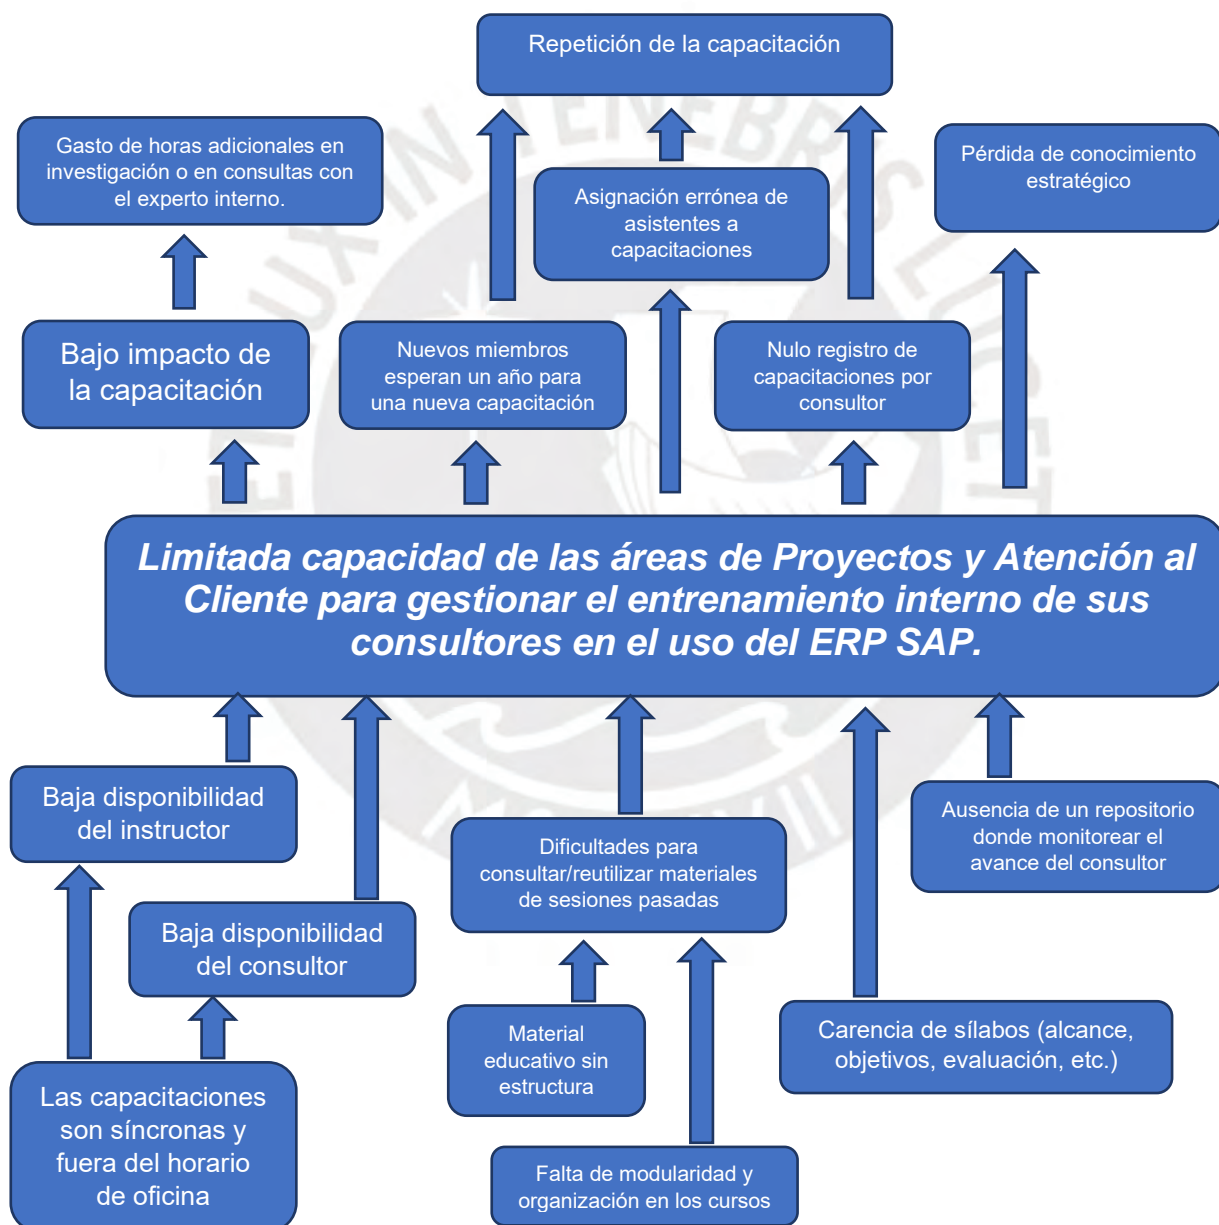 Repetición de la capacitación
Gasto de horas adicionales en
investigación o en consultas con
el experto interno.
Pérdida de conocimiento
estratégico
Asignación errónea de
asistentes a
capacitaciones
Bajo impacto de
la capacitación
Nuevos miembros
esperan un año para
una nueva capacitación
Nulo registro de
capacitaciones por
consultor
Limitada capacidad de las áreas de Proyectos y Atención al
Cliente para gestionar el entrenamiento interno de sus
consultores en el uso del ERP SAP.
Baja disponibilidad
del instructor
Ausencia de un repositorio
donde monitorear el
avance del consultor
Dificultades para
consultar/reutilizar materiales
de sesiones pasadas
Baja disponibilidad
del consultor
Material
educativo sin
estructura
Carencia de sílabos (alcance,
objetivos, evaluación, etc.)
Las capacitaciones
son síncronas y
fuera del horario
de oficina
Falta de modularidad y
organización en los cursos